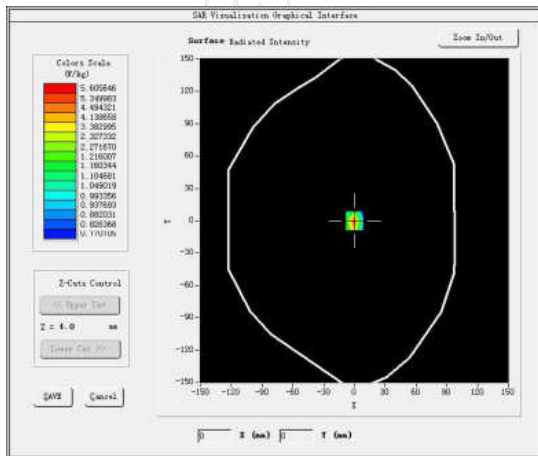 SAR Visualisation Graphical Interface
Surface Radiated Intensity
Zoom In/Out
Colors Scale
(W/kg)
5.605646
5.349983
4.494321
4.138658
3.382995
2.327332
2.271670
1.216007
1.160344
1.104681
1.049019
0.993356
0.937693
0.882031
0.826368
0.770705
150
120
90
60
30
0
-30
-60
-90
-120
-150
Y
-150 -120 -90 -60 -30 0 30 60 90 120 150
X
Z-Cuts Control
<< Upper Cut
Z = 4.0 mm
Lower Cut >>
SAVE Cancel
0 X (mm) 0 Y (mm)